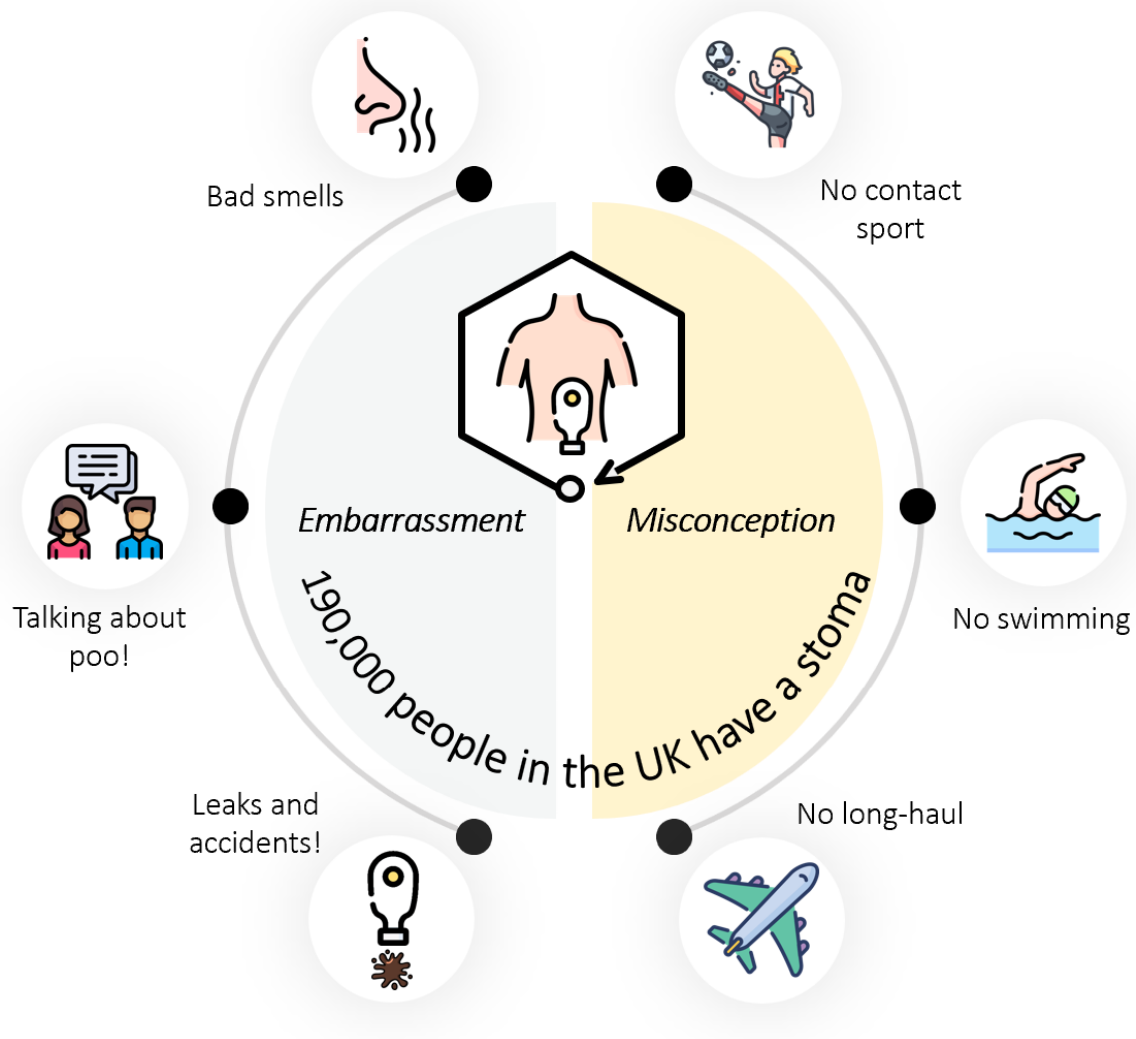 Bad smells
No contact
sport
Embarrassment
Misconception
Talking about
poo!
No swimming
190,000 people in the UK have a stoma
Leaks and
accidents!
No long-haul